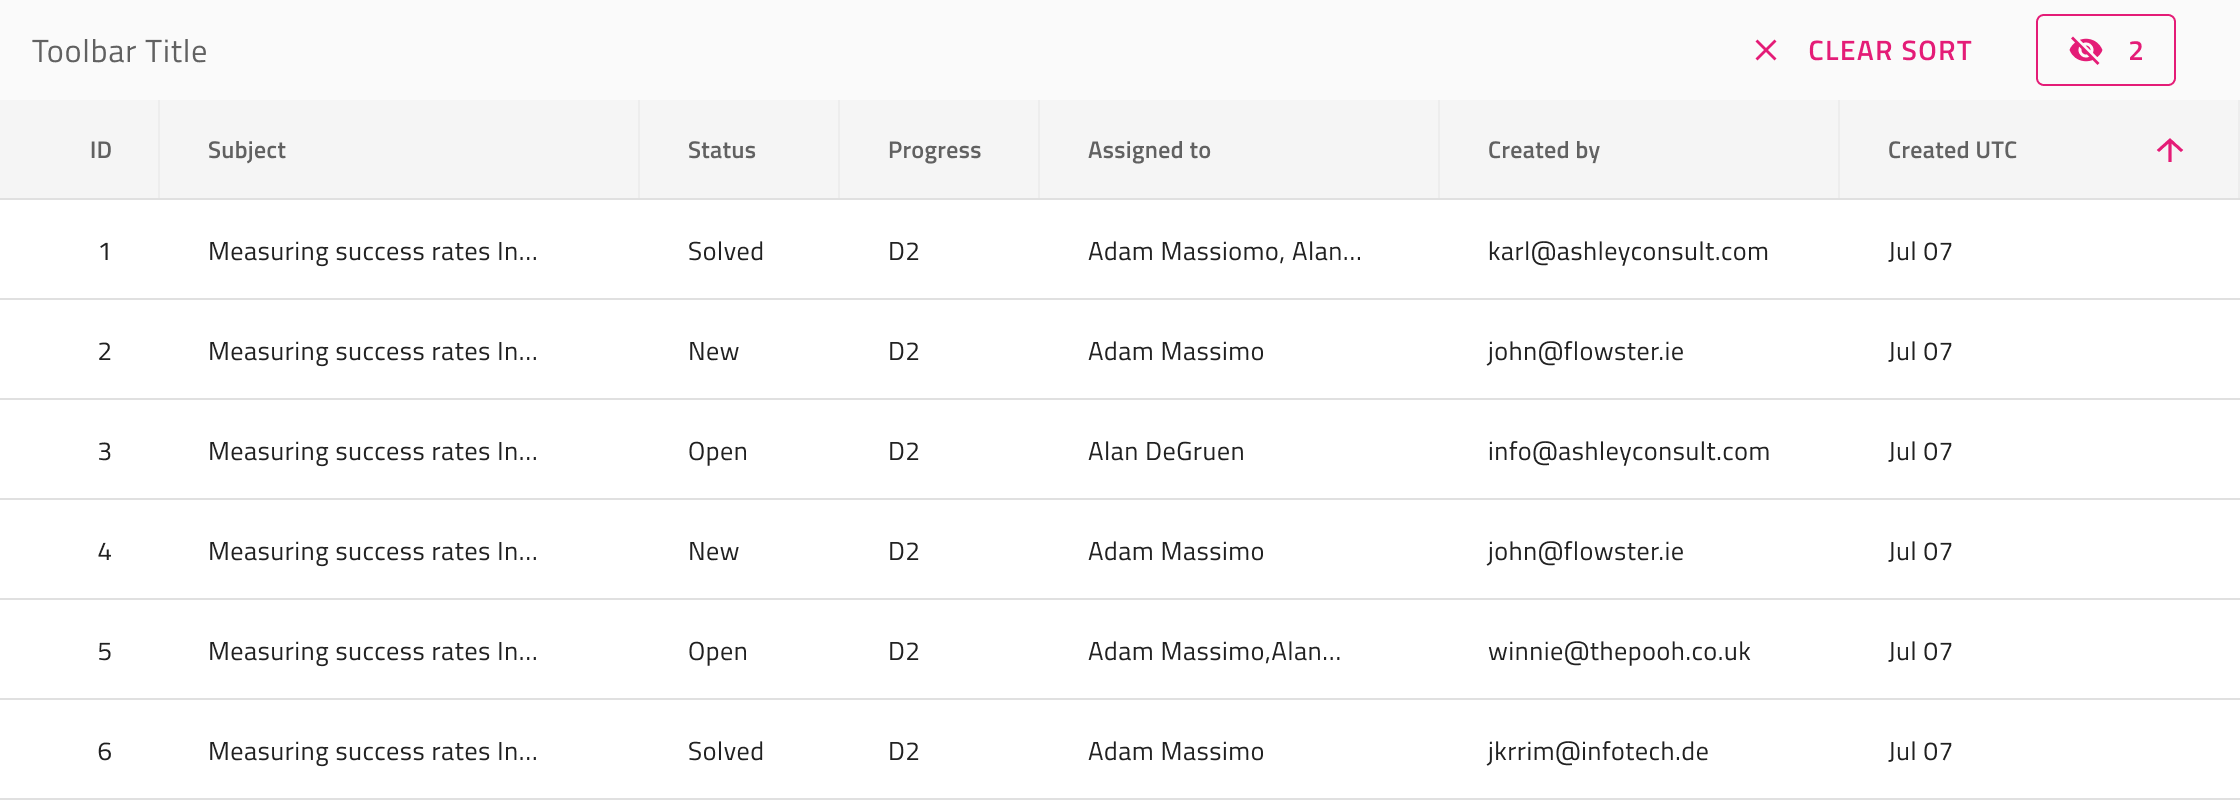 Toolbar Title CLEAR SORT 2
ID Subject Status Progress Assigned to Created by Created UTC
1 Measuring success rates In... Solved D2 Adam Massiomo, Alan... karl@ashleyconsult.com Jul 07
2 Measuring success rates In... New D2 Adam Massimo john@flowster.ie Jul 07
3 Measuring success rates In... Open D2 Alan DeGruen info@ashleyconsult.com Jul 07
4 Measuring success rates In... New D2 Adam Massimo john@flowster.ie Jul 07
5 Measuring success rates In... Open D2 Adam Massimo,Alan... winnie@thepooh.co.uk Jul 07
6 Measuring success rates In... Solved D2 Adam Massimo jkrrim@infotech.de Jul 07